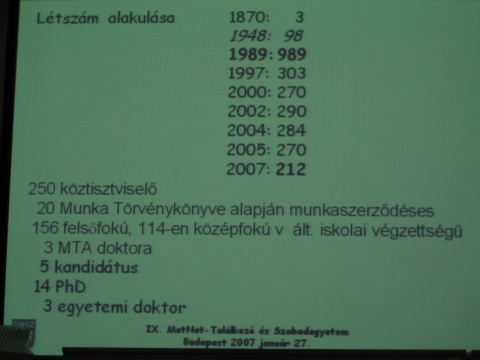 Létszám alakulása 1870: 3
1948: 98
1989: 989
1997: 303
2000: 270
2002: 290
2004: 284
2005: 270
2007: 212
250 köztisztviselő
20 Munka Törvénykönyve alapján munkaszerződéses
156 felsőfokú, 114-en középfokú v ált. iskolai végzettségű
3 MTA doktora
5 kandidátus
14 PhD
3 egyetemi doktor
IX. MetNet-Találkozó és Szabadegyetem
Budapest 2007 január 27.